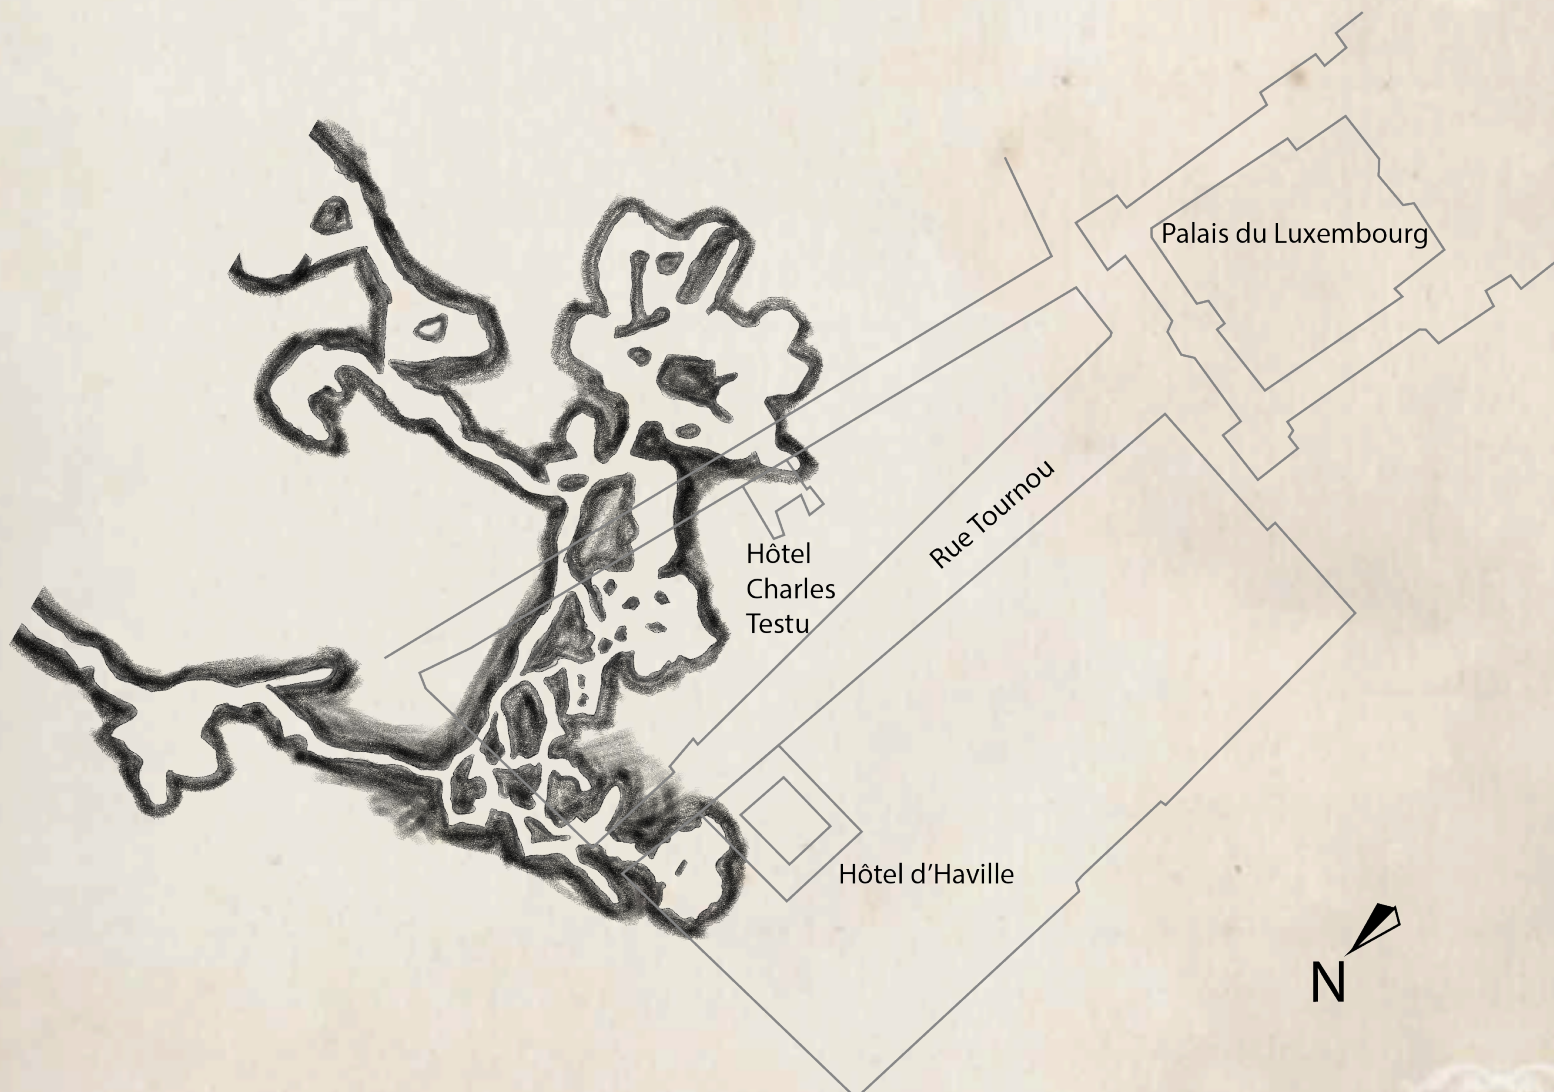 Palais du Luxembourg
Rue Tournou
Hôtel
Charles
Testu
Hôtel d’Haville
N